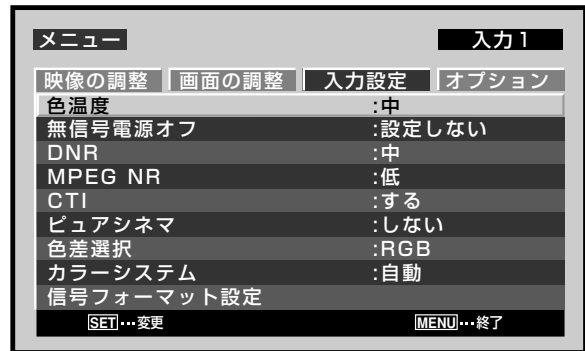 メニュー 入力1
映像の調整 画面の調整 入力設定 オプション
色温度 :中
無信号電源オフ :設定しない
DNR :中
MPEG NR :低
CTI :する
ピュアシネマ :しない
色差選択 :RGB
カラーシステム :自動
信号フォーマット設定
SET…変更 MENU…終了